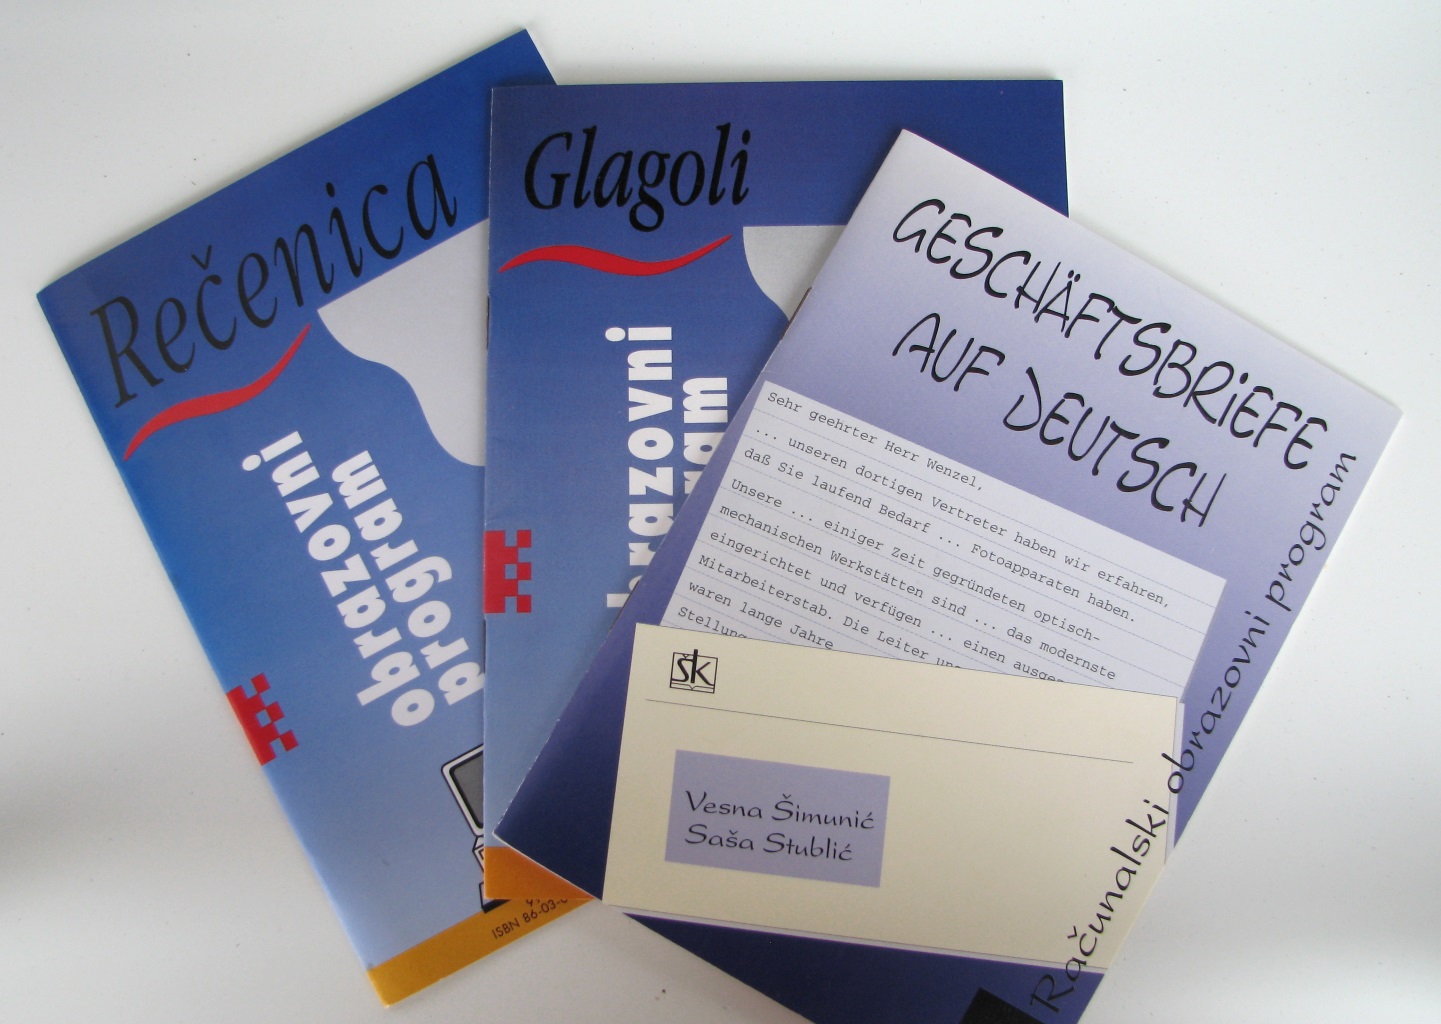 Rečenica
obrazovni
program
ISBN 86-03-
Glagoli
GESCHÄFTSBRIEFE
AUF DEUTSCH
Sehr geehrter Herr Wenzel,
... unseren dortigen Vertreter haben wir erfahren,
daß Sie laufend Bedarf ... Fotoapparaten haben.
Unsere ... einiger Zeit gegründeten optisch-
mechanischen Werkstätten sind ... das modernste
eingerichtet und verfügen ... einen ausge
Mitarbeiterstab. Die Leiter un
waren lange Jahre
Stellung
šk
Vesna Šimunić
Saša Stublić
Računalski obrazovni program